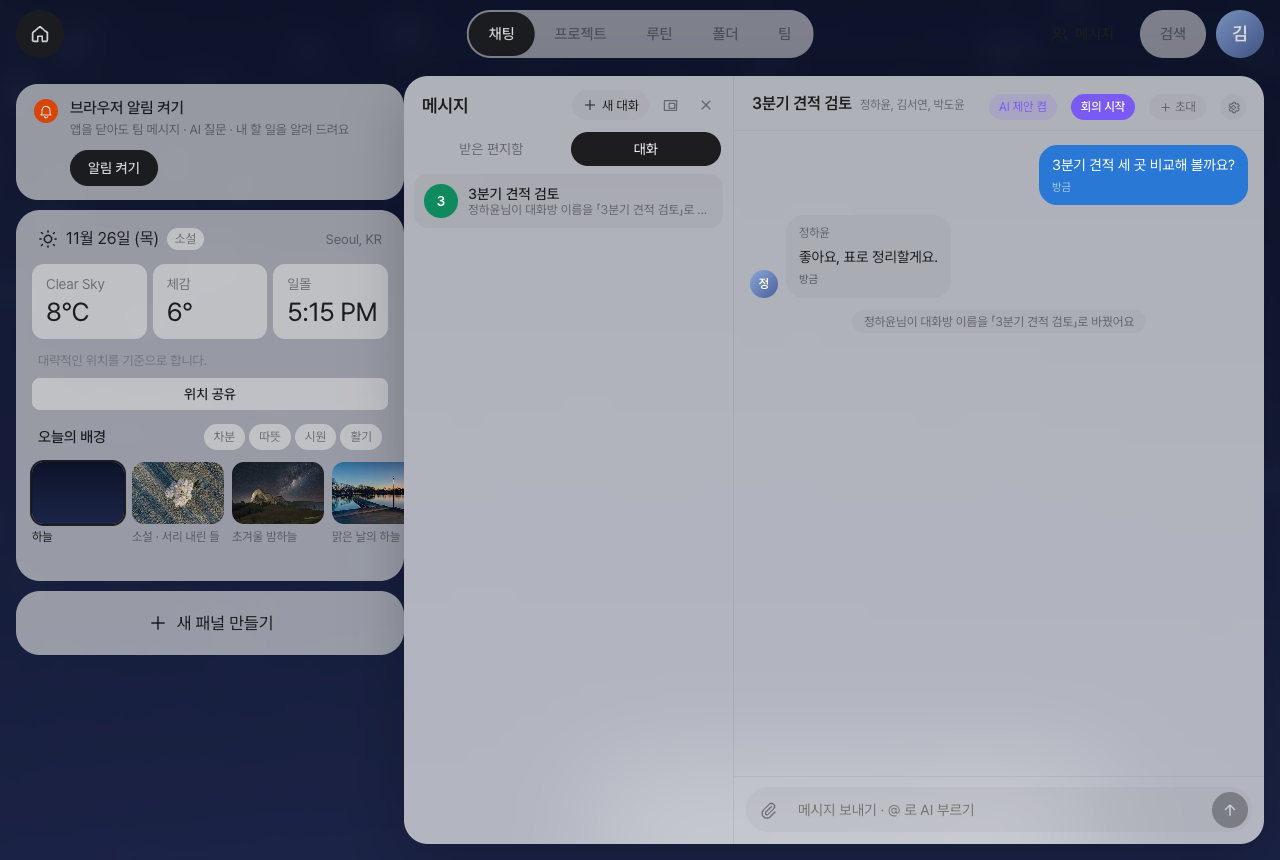 채팅
프로젝트
루틴
폴더
팀
메시지
검색
김
브라우저 알림 켜기
앱을 닫아도 팀 메시지 · AI 질문 · 내 할 일을 알려 드려요
알림 켜기
11월 26일 (목)
소설
Seoul, KR
Clear Sky
8°C
체감
6°
일몰
5:15 PM
대략적인 위치를 기준으로 합니다.
위치 공유
오늘의 배경
차분
따뜻
시원
활기
하늘
소설 · 서리 내린 들
초겨울 밤하늘
맑은 날의 하늘
새 패널 만들기
메시지
새 대화
받은 편지함
대화
3
3분기 견적 검토
정하윤님이 대화방 이름을 「3분기 견적 검토」로 ...
3분기 견적 검토
정하윤, 김서연, 박도윤
AI 제안 켬
회의 시작
초대
3분기 견적 세 곳 비교해 볼까요?
방금
정하윤
좋아요, 표로 정리할게요.
방금
정
정하윤님이 대화방 이름을 「3분기 견적 검토」로 바꿨어요
메시지 보내기 · @ 로 AI 부르기